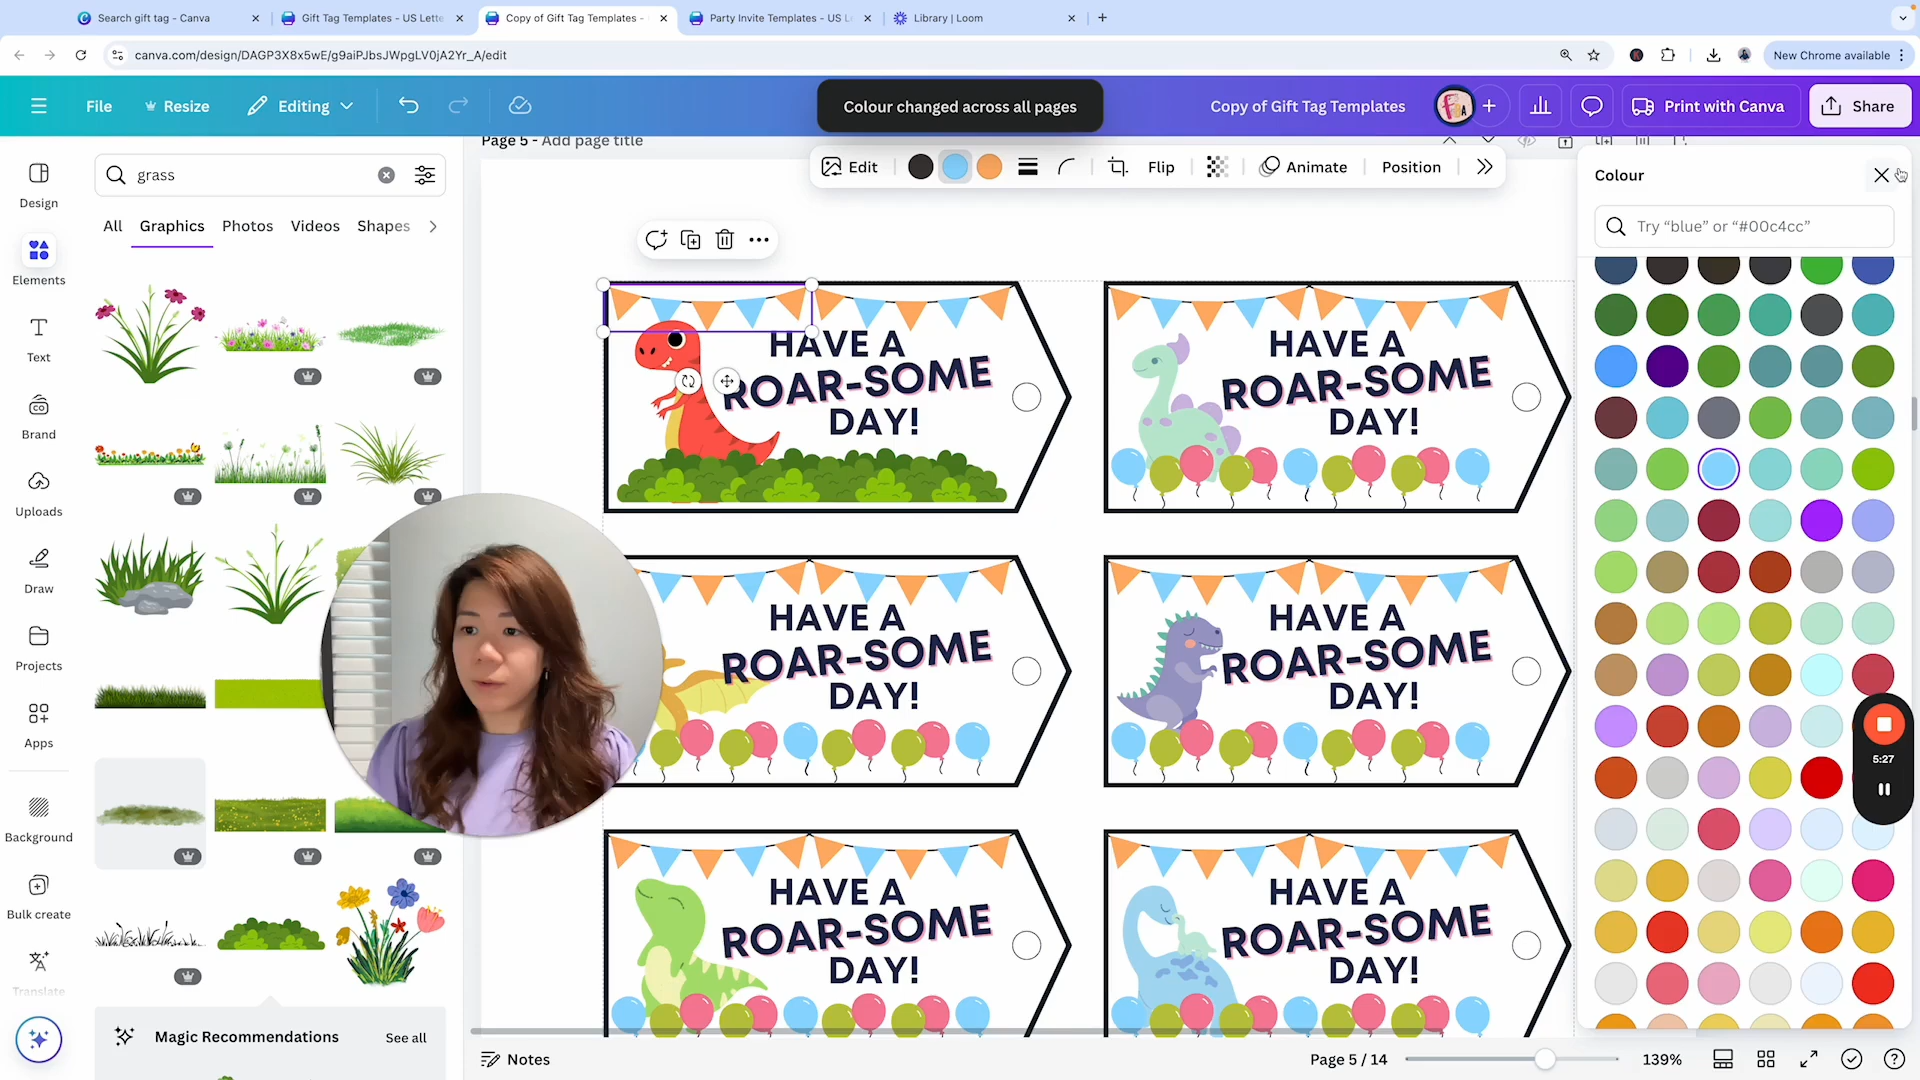 Search gift tag - Canva
Gift Tag Templates - US Lette
Copy of Gift Tag Templates -
Party Invite Templates - US L
Library | Loom
canva.com/design/DAGP3X8x5wE/g9aiPJbsJWpgLV0jA2Yr_A/edit
New Chrome available
File
Resize
Editing
Colour changed across all pages
Copy of Gift Tag Templates
Print with Canva
Share
Page 5 - Add page title
Design
Elements
Text
Brand
Uploads
Draw
Projects
Apps
Background
Bulk create
Translate
grass
All
Graphics
Photos
Videos
Shapes
Magic Recommendations
See all
Edit
Flip
Animate
Position
HAVE A
ROAR-SOME
DAY!
HAVE A
ROAR-SOME
DAY!
HAVE A
ROAR-SOME
DAY!
HAVE A
ROAR-SOME
DAY!
HAVE A
ROAR-SOME
DAY!
HAVE A
ROAR-SOME
DAY!
Colour
Try “blue” or “#00c4cc”
5:27
Notes
Page 5 / 14
139%